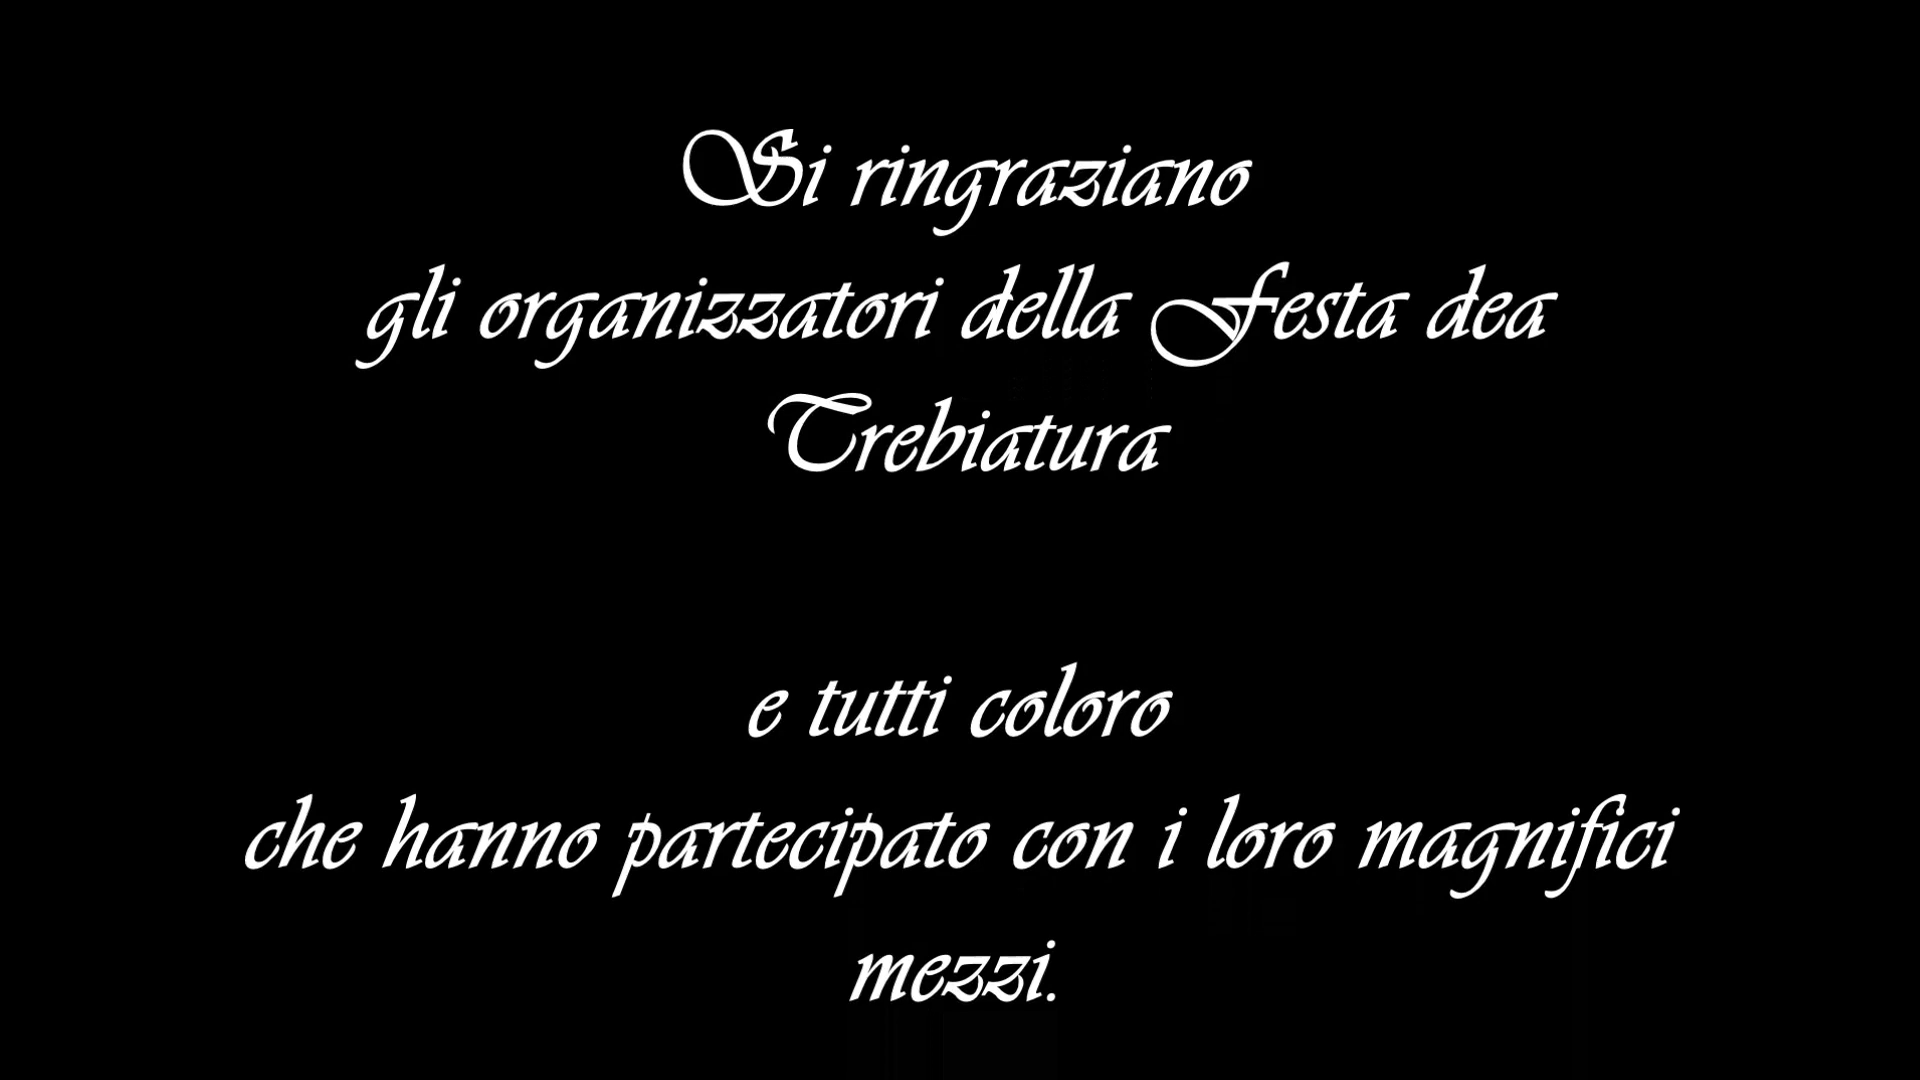 Si ringraziano
gli organizzatori della Festa dea
Trebiatura
e tutti coloro
che hanno partecipato con i loro magnifici
mezzi.